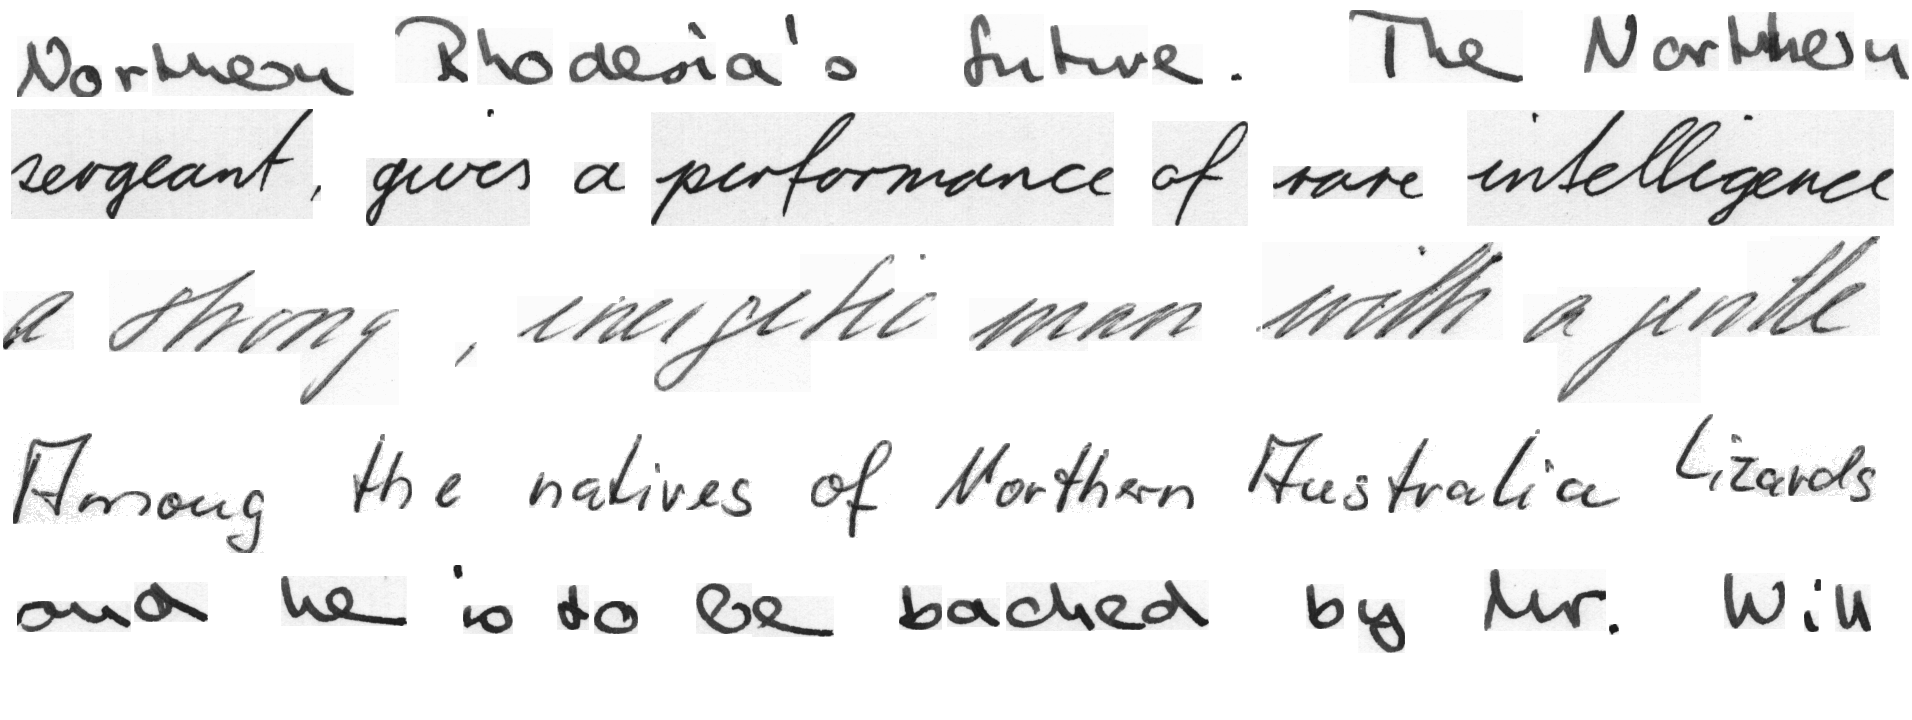 Northern Rhodesia's future. The Northern
sergeant, gives a performance of rare intelligence
a strong, energetic man with a gentle
Among the natives of Northern Australia Lizards
and he is to be backed by Mr. Will